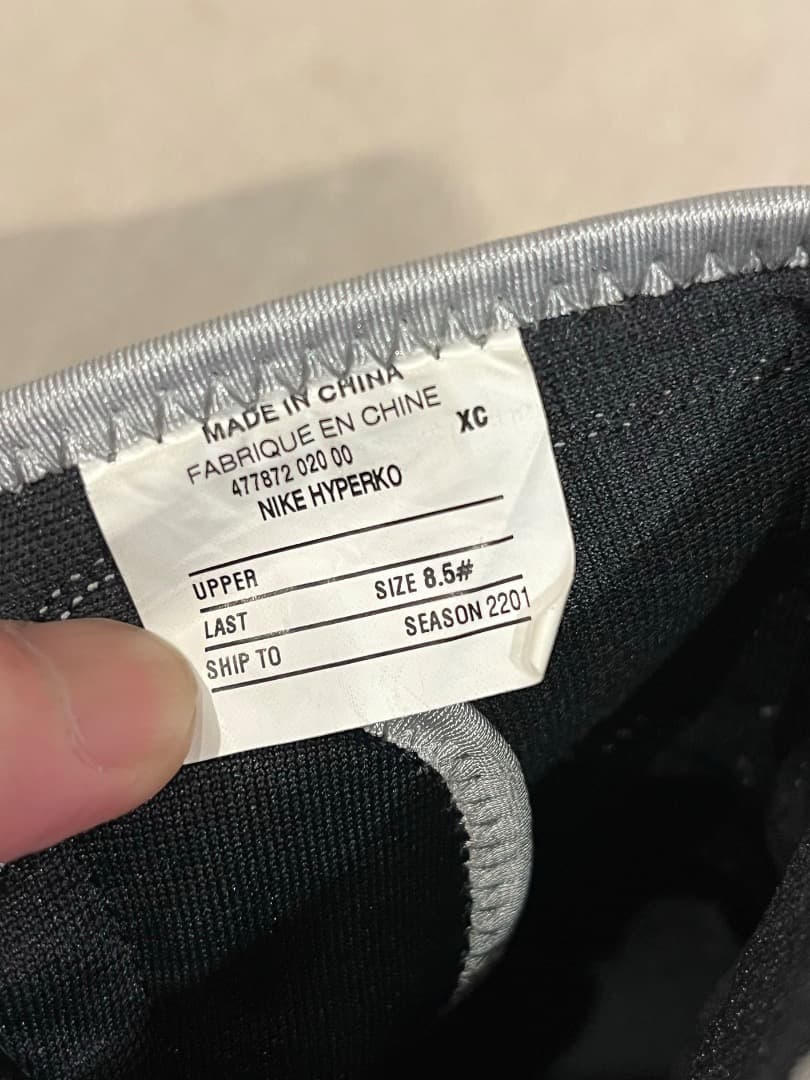 MADE IN CHINA
FABRIQUE EN CHINE XC
477872 020 00
NIKE HYPERKO
UPPER
LAST SIZE 8.5#
SHIP TO SEASON 2201